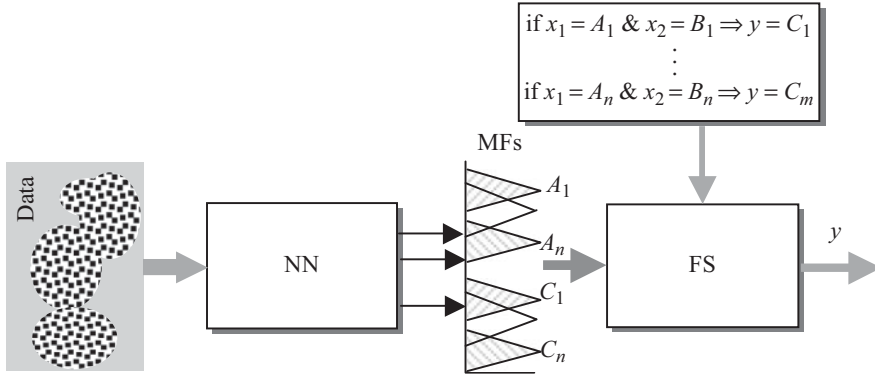 if x₁ = A₁ & x₂ = B₁ ⇒ y = C₁
⋮
if x₁ = Aₙ & x₂ = Bₙ ⇒ y = Cₘ
MFs
Data
NN
A₁
Aₙ
C₁
Cₙ
FS
y